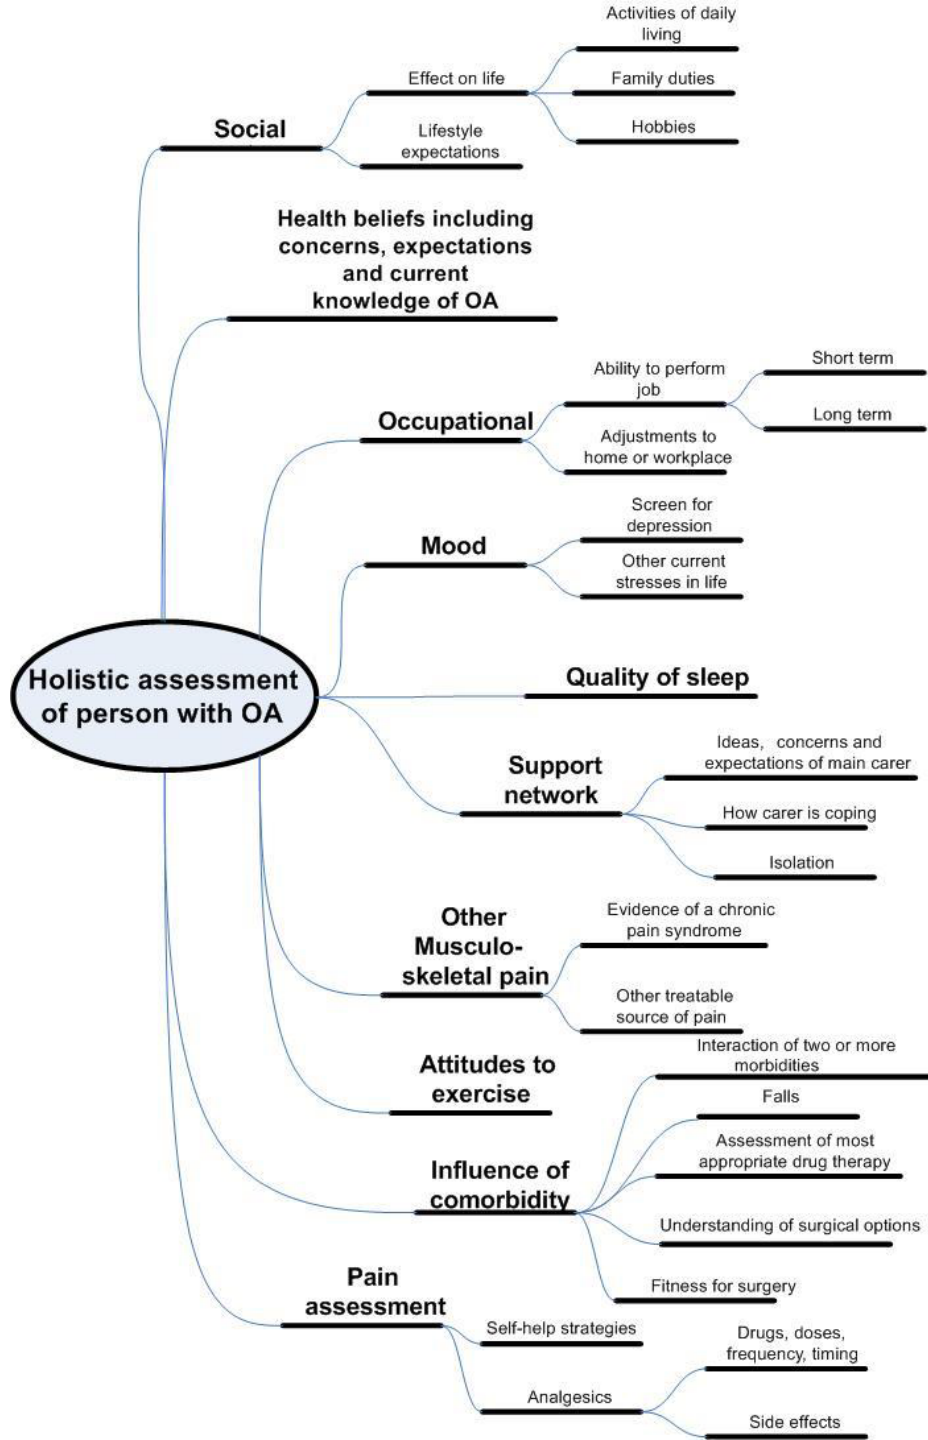 Activities of daily
living
Effect on life
Family duties
Social
Hobbies
Lifestyle
expectations
Health beliefs including
concerns, expectations
and current
knowledge of OA
Short term
Ability to perform
job
Long term
Occupational
Adjustments to
home or workplace
Screen for
depression
Mood
Other current
stresses in life
Holistic assessment
of person with OA
Quality of sleep
Ideas, concerns and
expectations of main carer
Support
network
How carer is coping
Isolation
Other
Musculo-
skeletal pain
Evidence of a chronic
pain syndrome
Other treatable
source of pain
Attitudes to
exercise
Interaction of two or more
morbidities
Falls
Assessment of most
appropriate drug therapy
Influence of
comorbidity
Understanding of surgical options
Fitness for surgery
Pain
assessment
Self-help strategies
Drugs, doses,
frequency, timing
Analgesics
Side effects